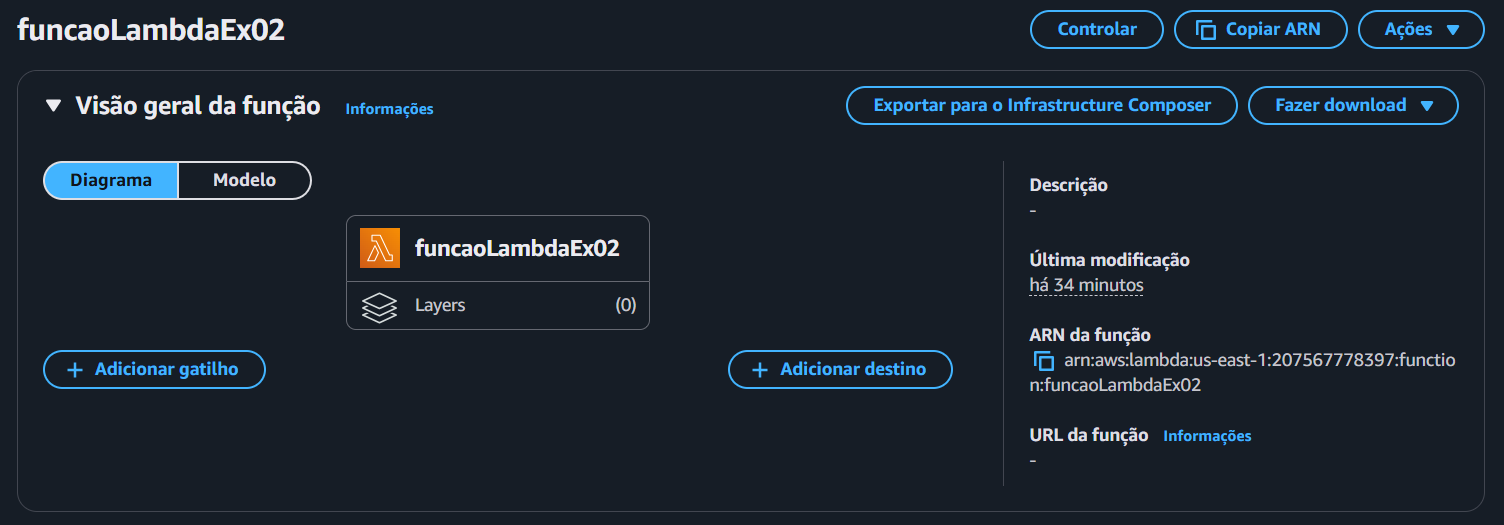 funcaoLambdaEx02
Controlar
Copiar ARN
Ações
Visão geral da função
Informações
Exportar para o Infrastructure Composer
Fazer download
Diagrama
Modelo
funcaoLambdaEx02
Layers
(0)
Adicionar gatilho
Adicionar destino
Descrição
-
Última modificação
há 34 minutos
ARN da função
arn:aws:lambda:us-east-1:207567778397:functio
n:funcaoLambdaEx02
URL da função
Informações
-